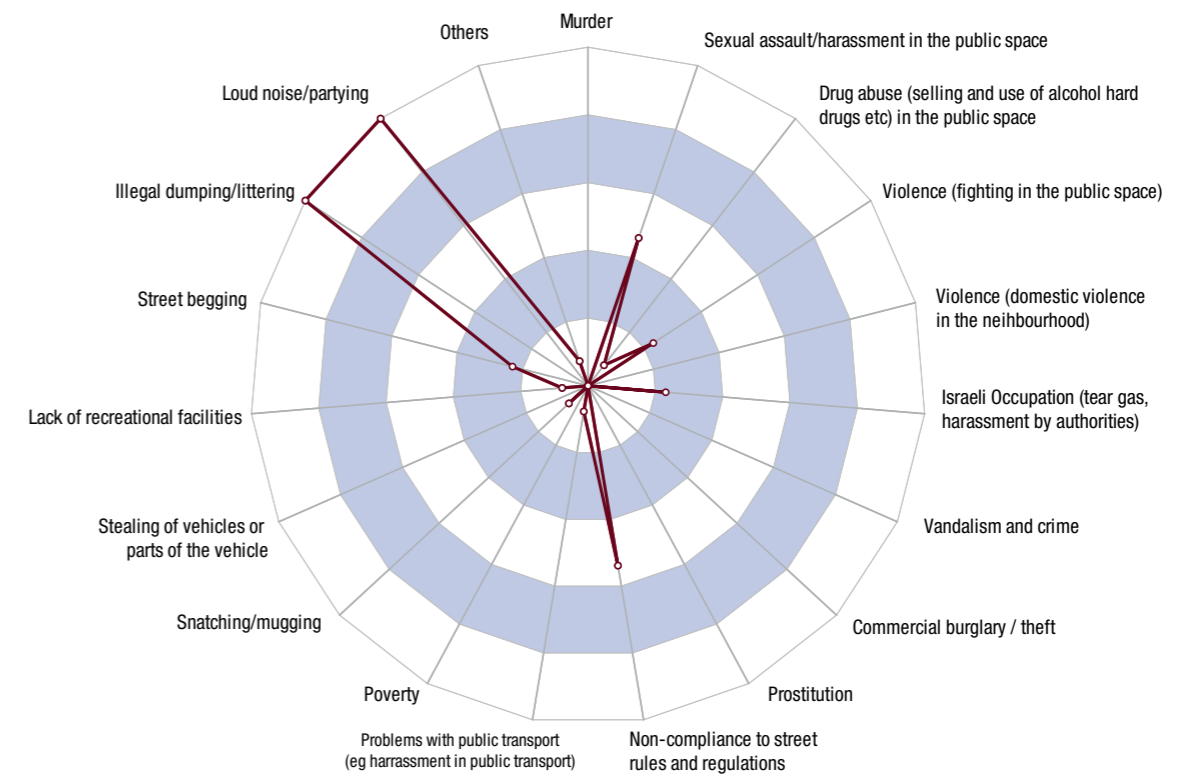 Murder
Sexual assault/harassment in the public space
Drug abuse (selling and use of alcohol hard
drugs etc) in the public space
Violence (fighting in the public space)
Violence (domestic violence
in the neihbourhood)
Israeli Occupation (tear gas,
harassment by authorities)
Vandalism and crime
Commercial burglary / theft
Prostitution
Non-compliance to street
rules and regulations
Problems with public transport
(eg harrassment in public transport)
Poverty
Snatching/mugging
Stealing of vehicles or
parts of the vehicle
Lack of recreational facilities
Street begging
Illegal dumping/littering
Loud noise/partying
Others